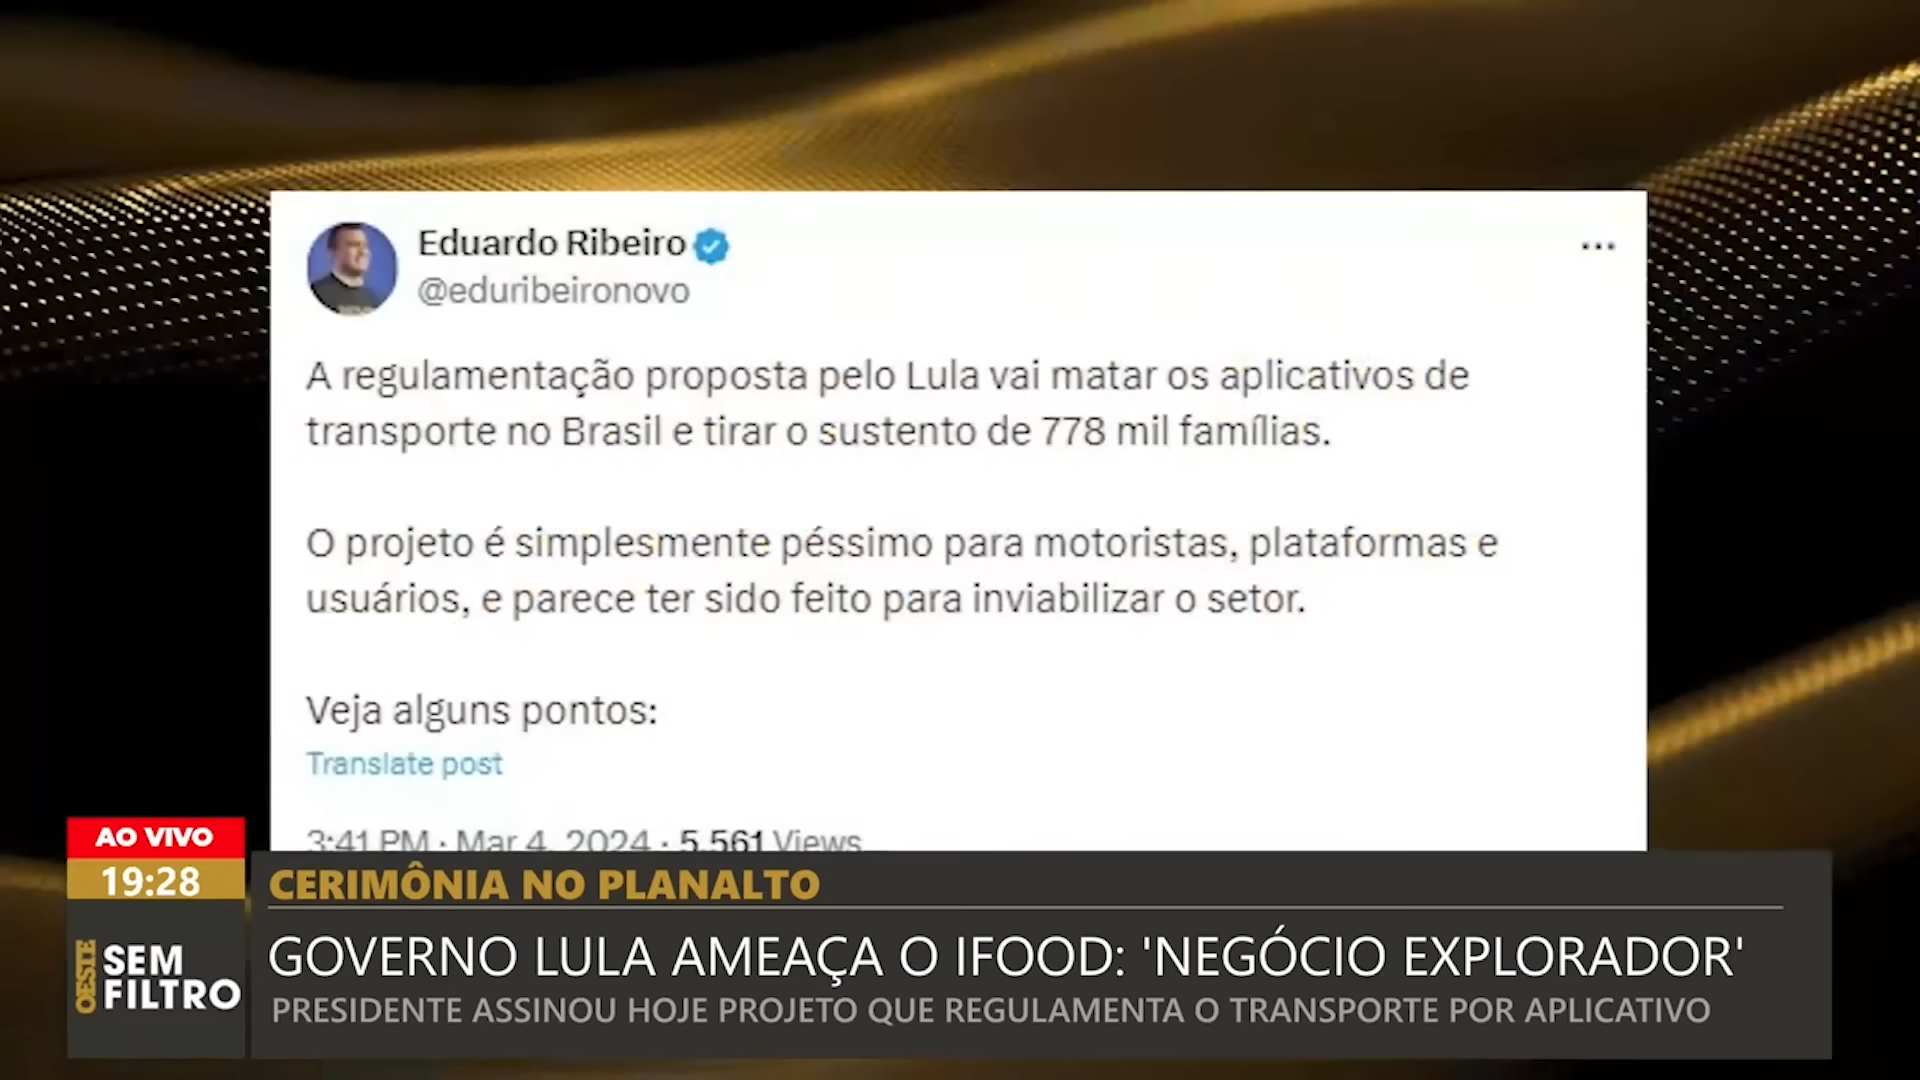 Eduardo Ribeiro
@eduribeironovo
A regulamentação proposta pelo Lula vai matar os aplicativos de
transporte no Brasil e tirar o sustento de 778 mil famílias.
O projeto é simplesmente péssimo para motoristas, plataformas e
usuários, e parece ter sido feito para inviabilizar o setor.
Veja alguns pontos:
Translate post
3:41 PM · Mar 4, 2024 · 5,561 Views
AO VIVO
19:28
CERIMÔNIA NO PLANALTO
OESTE
SEM
FILTRO
GOVERNO LULA AMEAÇA O IFOOD: 'NEGÓCIO EXPLORADOR'
PRESIDENTE ASSINOU HOJE PROJETO QUE REGULAMENTA O TRANSPORTE POR APLICATIVO